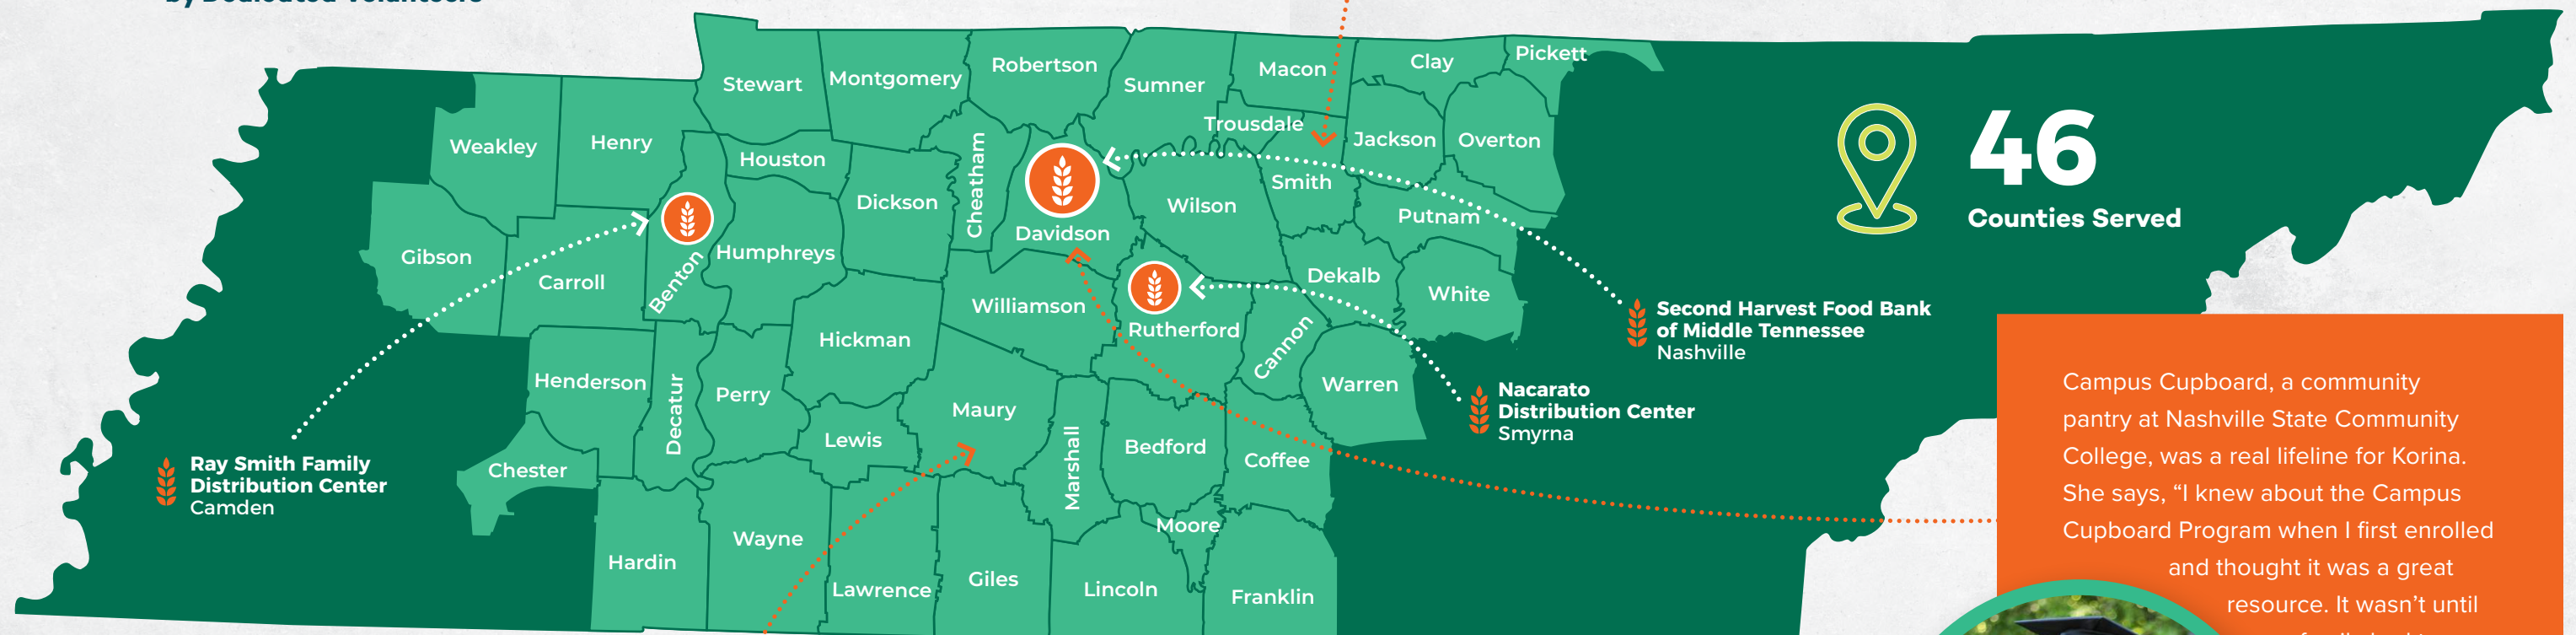 by Dedicated Volunteers
Stewart
Montgomery
Robertson
Sumner
Macon
Clay
Pickett
Weakley
Henry
Houston
Cheatham
Trousdale
Jackson
Overton
Dickson
Davidson
Wilson
Smith
Putnam
Gibson
Carroll
Benton
Humphreys
Williamson
Rutherford
Dekalb
White
Cannon
Hickman
Henderson
Decatur
Perry
Maury
Warren
Lewis
Marshall
Bedford
Coffee
Chester
Moore
Hardin
Wayne
Lawrence
Giles
Lincoln
Franklin
46
Counties Served
Second Harvest Food Bank
of Middle Tennessee
Nashville
Nacarato
Distribution Center
Smyrna
Ray Smith Family
Distribution Center
Camden
Campus Cupboard, a community
pantry at Nashville State Community
College, was a real lifeline for Korina.
She says, “I knew about the Campus
Cupboard Program when I first enrolled
and thought it was a great
resource. It wasn’t until